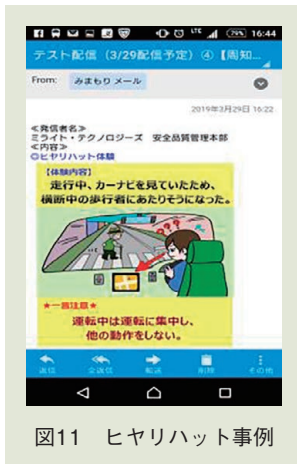 LTE 79% 16:44
テスト配信（3/29配信予定）④【周知...
From: みまもりメール
2019年3月29日 16:22
≪発信者名≫
ミライト・テクノロジーズ 安全品質管理本部
≪内容≫
◎ヒヤリハット体験
【体験内容】
走行中、カーナビを見ていたため、
横断中の歩行者にあたりそうになった。
???
★一言注意★
運転中は運転に集中し、
他の動作をしない。
返信 全返信 転送 削除 その他
図11 ヒヤリハット事例